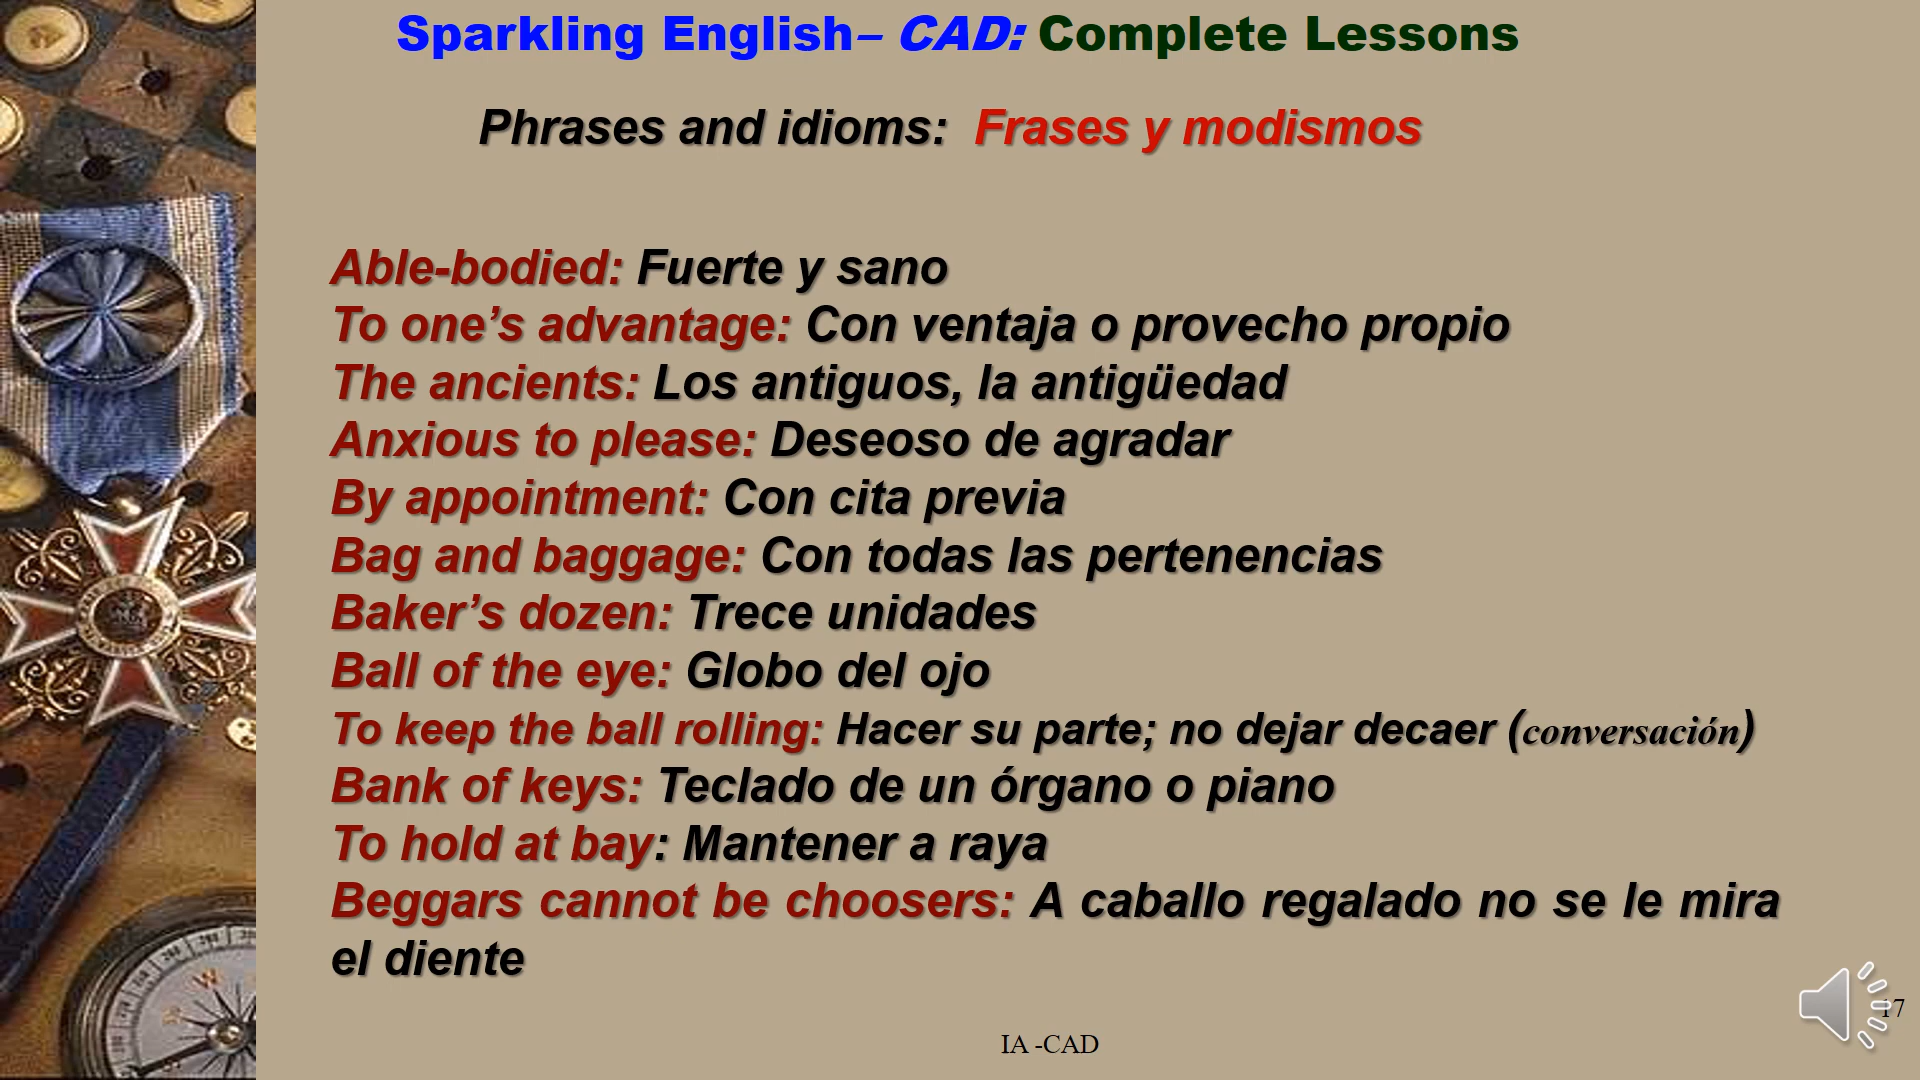 Sparkling English– CAD: Complete Lessons
Phrases and idioms: Frases y modismos
Able-bodied: Fuerte y sano
To one’s advantage: Con ventaja o provecho propio
The ancients: Los antiguos, la antigüedad
Anxious to please: Deseoso de agradar
By appointment: Con cita previa
Bag and baggage: Con todas las pertenencias
Baker’s dozen: Trece unidades
Ball of the eye: Globo del ojo
To keep the ball rolling: Hacer su parte; no dejar decaer (conversación)
Bank of keys: Teclado de un órgano o piano
To hold at bay: Mantener a raya
Beggars cannot be choosers: A caballo regalado no se le mira
el diente
17
IA -CAD